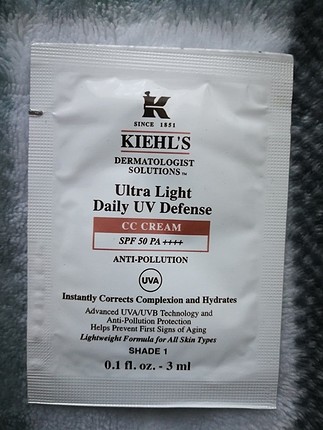 K
SINCE 1851
KIEHL'S
DERMATOLOGIST
SOLUTIONS™
Ultra Light
Daily UV Defense
CC CREAM
SPF 50 PA ++++
ANTI-POLLUTION
UVA
Instantly Corrects Complexion and Hydrates
Advanced UVA/UVB Technology and
Anti-Pollution Protection
Helps Prevent First Signs of Aging
Lightweight Formula for All Skin Types
SHADE 1
0.1 fl. oz. - 3 ml